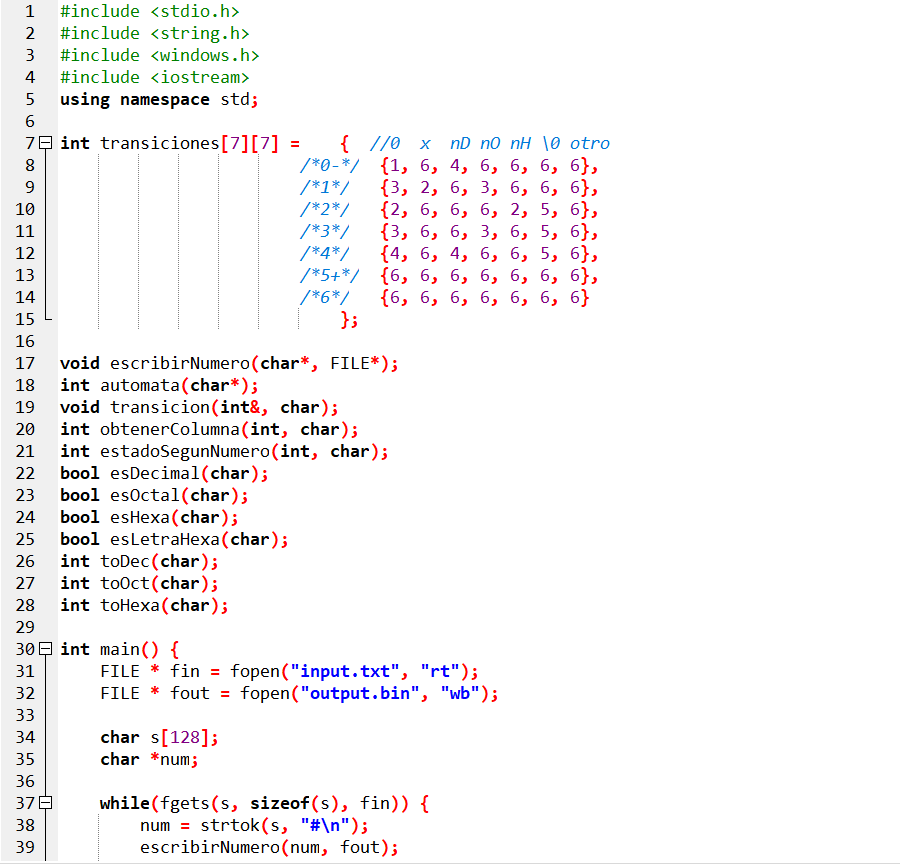 1 #include <stdio.h>
2 #include <string.h>
3 #include <windows.h>
4 #include <iostream>
5 using namespace std;
6
7 int transiciones[7][7] = { //0 x nD nO nH \0 otro
8 /*0-*/ {1, 6, 4, 6, 6, 6, 6},
9 /*1*/ {3, 2, 6, 3, 6, 6, 6},
10 /*2*/ {2, 6, 6, 6, 2, 5, 6},
11 /*3*/ {3, 6, 6, 3, 6, 5, 6},
12 /*4*/ {4, 6, 4, 6, 6, 5, 6},
13 /*5+*/ {6, 6, 6, 6, 6, 6, 6},
14 /*6*/ {6, 6, 6, 6, 6, 6, 6}
15 };
16
17 void escribirNumero(char*, FILE*);
18 int automata(char*);
19 void transicion(int&, char);
20 int obtenerColumna(int, char);
21 int estadoSegunNumero(int, char);
22 bool esDecimal(char);
23 bool esOctal(char);
24 bool esHexa(char);
25 bool esLetraHexa(char);
26 int toDec(char);
27 int toOct(char);
28 int toHexa(char);
29
30 int main() {
31 FILE * fin = fopen("input.txt", "rt");
32 FILE * fout = fopen("output.bin", "wb");
33
34 char s[128];
35 char *num;
36
37 while(fgets(s, sizeof(s), fin)) {
38 num = strtok(s, "#\n");
39 escribirNumero(num, fout);